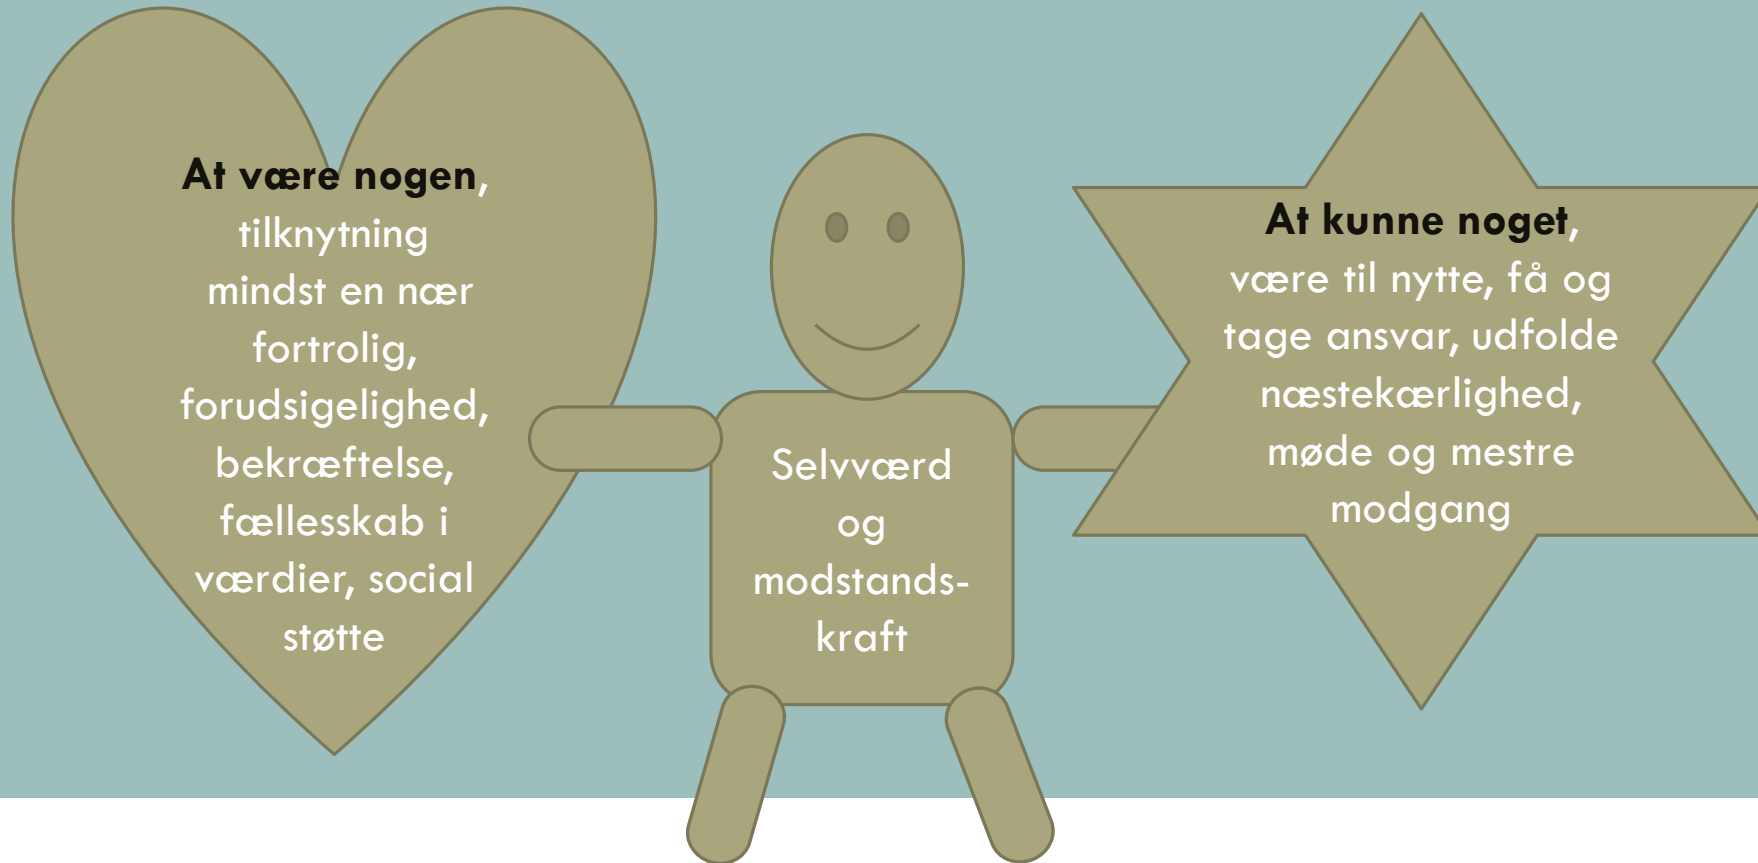 At være nogen,
tilknytning
mindst en nær
fortrolig,
forudsigelighed,
bekræftelse,
fællesskab i
værdier, social
støtte
Selvværd
og
modstands-
kraft
At kunne noget,
være til nytte, få og
tage ansvar, udfolde
næstekærlighed,
møde og mestre
modgang